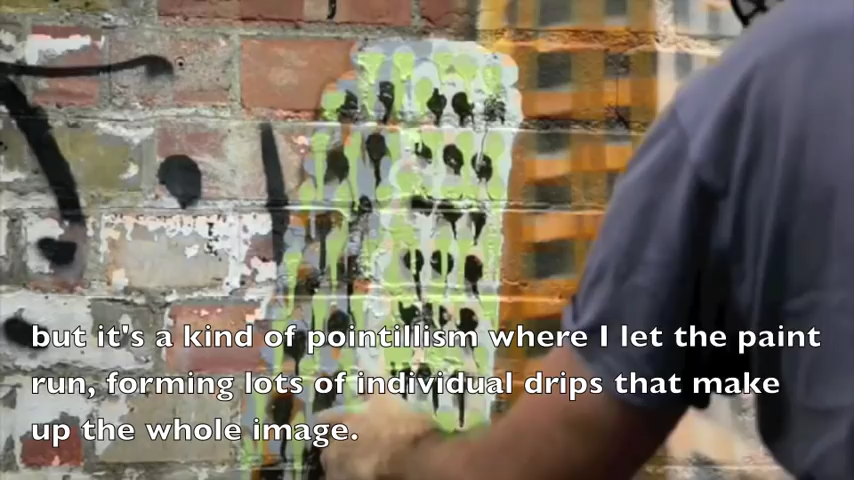 but it's a kind of pointillism where I let the paint
run, forming lots of individual drips that make
up the whole image.